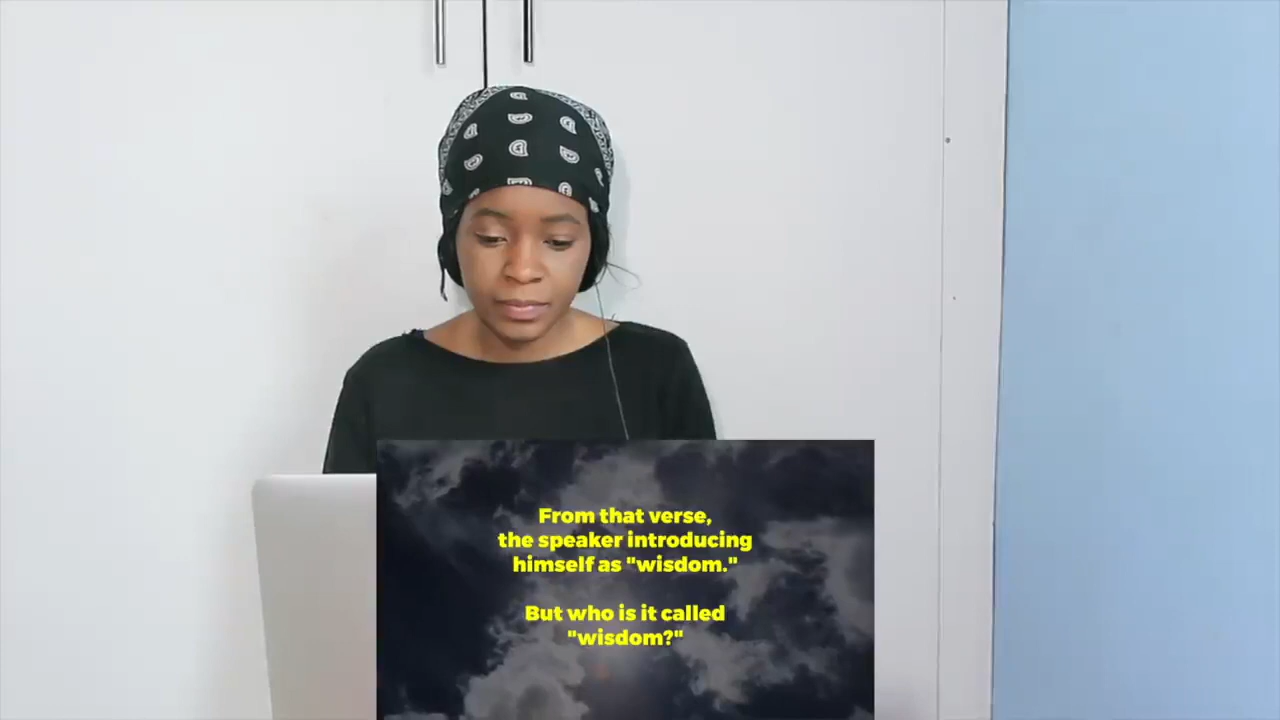 From that verse,
the speaker introducing
himself as "wisdom."
But who is it called
"wisdom?"